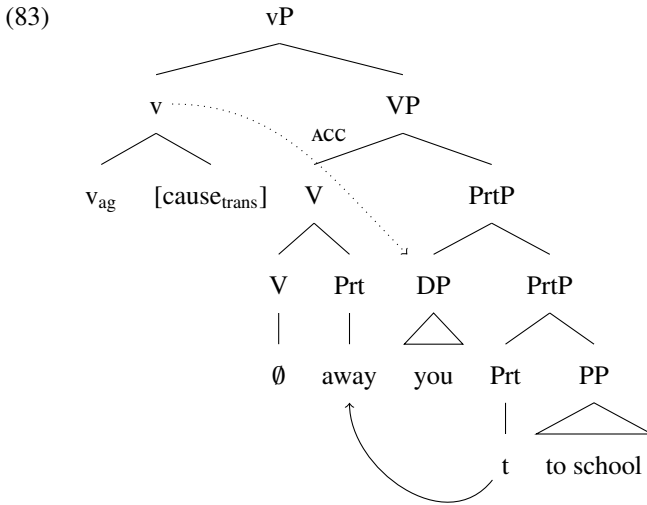 (83) vP
v VP
ACC
v_ag [cause_trans] V PrtP
V Prt DP PrtP
∅ away you Prt PP
t to school